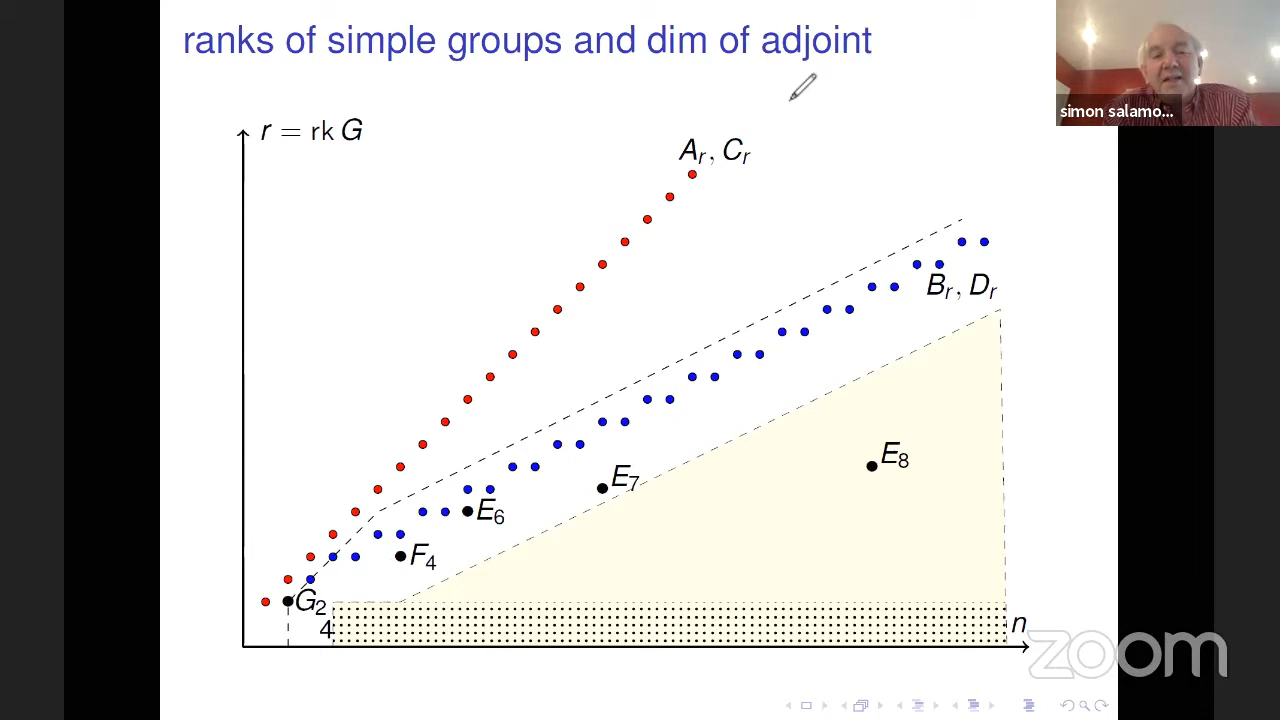 ranks of simple groups and dim of adjoint
simon salamo...
r = rk G
A_r, C_r
B_r, D_r
E_8
E_7
E_6
F_4
G_2
4
n
zoom